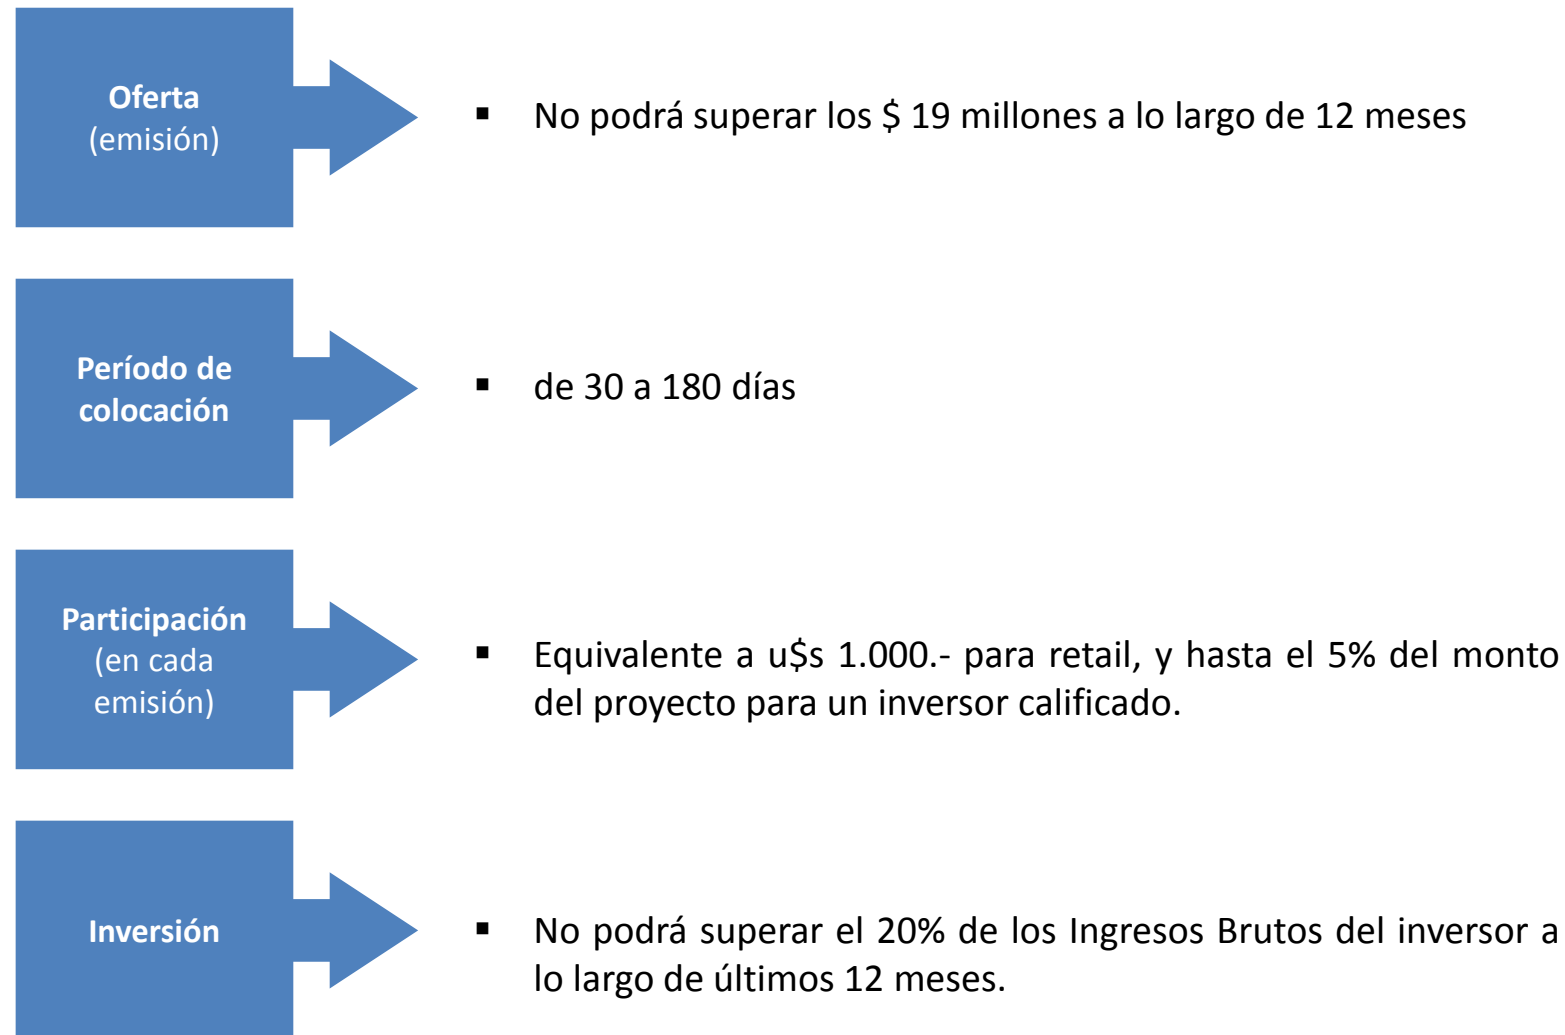 Oferta
(emisión)
▪ No podrá superar los $ 19 millones a lo largo de 12 meses
Período de
colocación
▪ de 30 a 180 días
Participación
(en cada
emisión)
▪ Equivalente a u$s 1.000.- para retail, y hasta el 5% del monto
del proyecto para un inversor calificado.
Inversión
▪ No podrá superar el 20% de los Ingresos Brutos del inversor a
lo largo de últimos 12 meses.